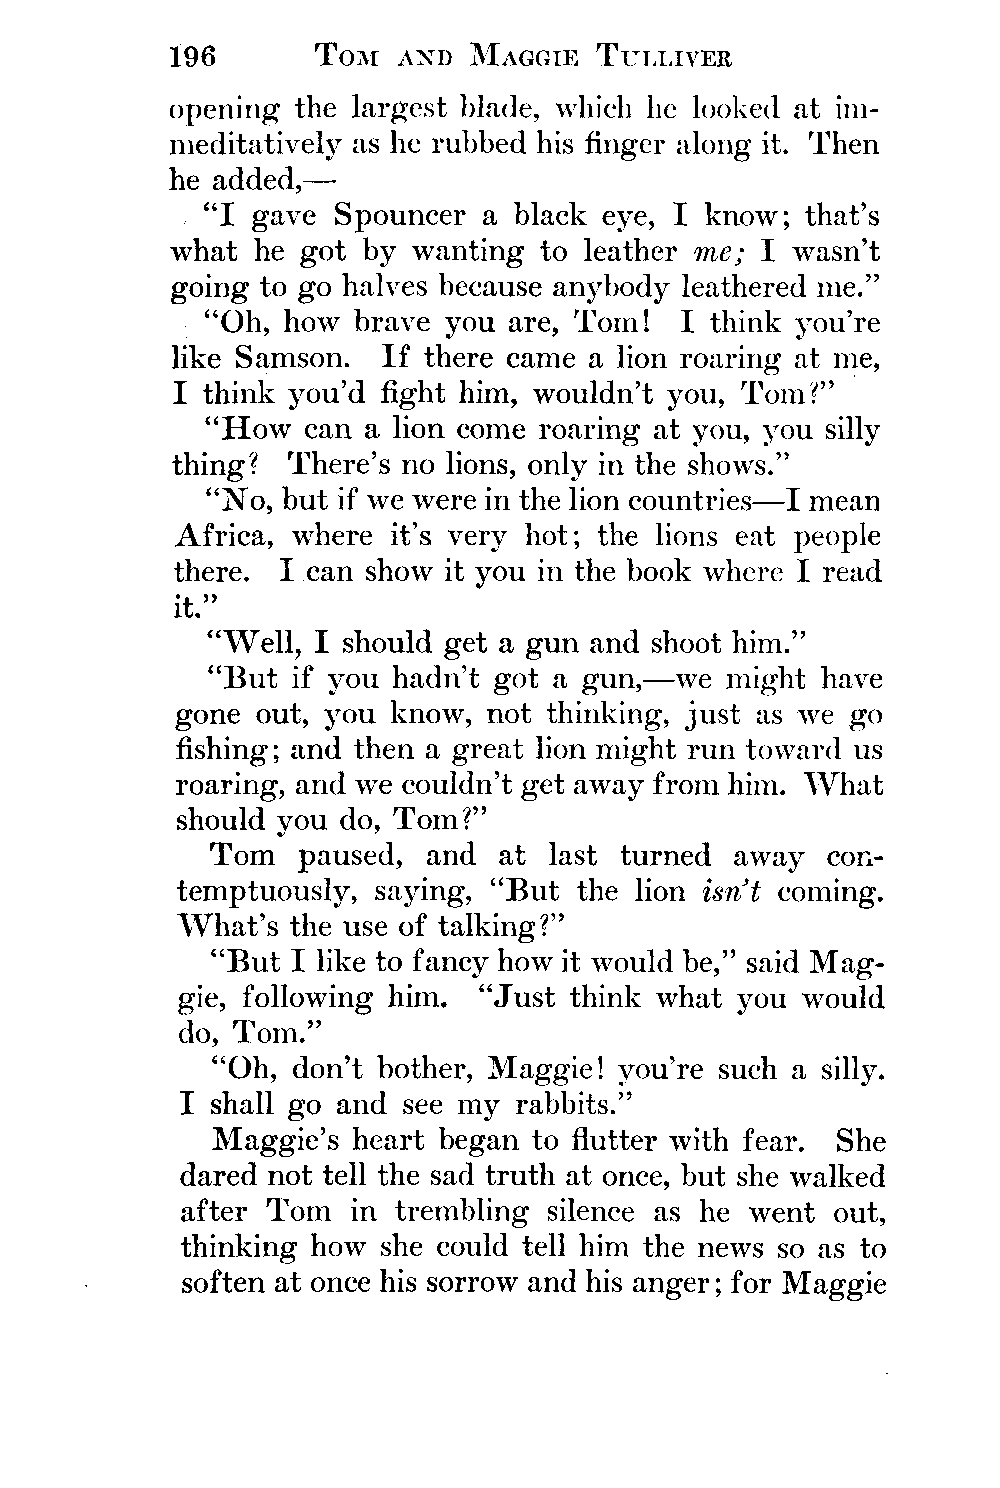 196 TOM AND MAGGIE TULLIVER
opening the largest blade, which he looked at im-
meditatively as he rubbed his finger along it. Then
he added,—
“I gave Spouncer a black eye, I know; that’s
what he got by wanting to leather me; I wasn’t
going to go halves because anybody leathered me.”
“Oh, how brave you are, Tom! I think you’re
like Samson. If there came a lion roaring at me,
I think you’d fight him, wouldn’t you, Tom?”
“How can a lion come roaring at you, you silly
thing? There’s no lions, only in the shows.”
“No, but if we were in the lion countries—I mean
Africa, where it’s very hot; the lions eat people
there. I can show it you in the book where I read
it.”
“Well, I should get a gun and shoot him.”
“But if you hadn’t got a gun,—we might have
gone out, you know, not thinking, just as we go
fishing; and then a great lion might run toward us
roaring, and we couldn’t get away from him. What
should you do, Tom?”
Tom paused, and at last turned away con-
temptuously, saying, “But the lion isn’t coming.
What’s the use of talking?”
“But I like to fancy how it would be,” said Mag-
gie, following him. “Just think what you would
do, Tom.”
“Oh, don’t bother, Maggie! you’re such a silly.
I shall go and see my rabbits.”
Maggie’s heart began to flutter with fear. She
dared not tell the sad truth at once, but she walked
after Tom in trembling silence as he went out,
thinking how she could tell him the news so as to
soften at once his sorrow and his anger; for Maggie